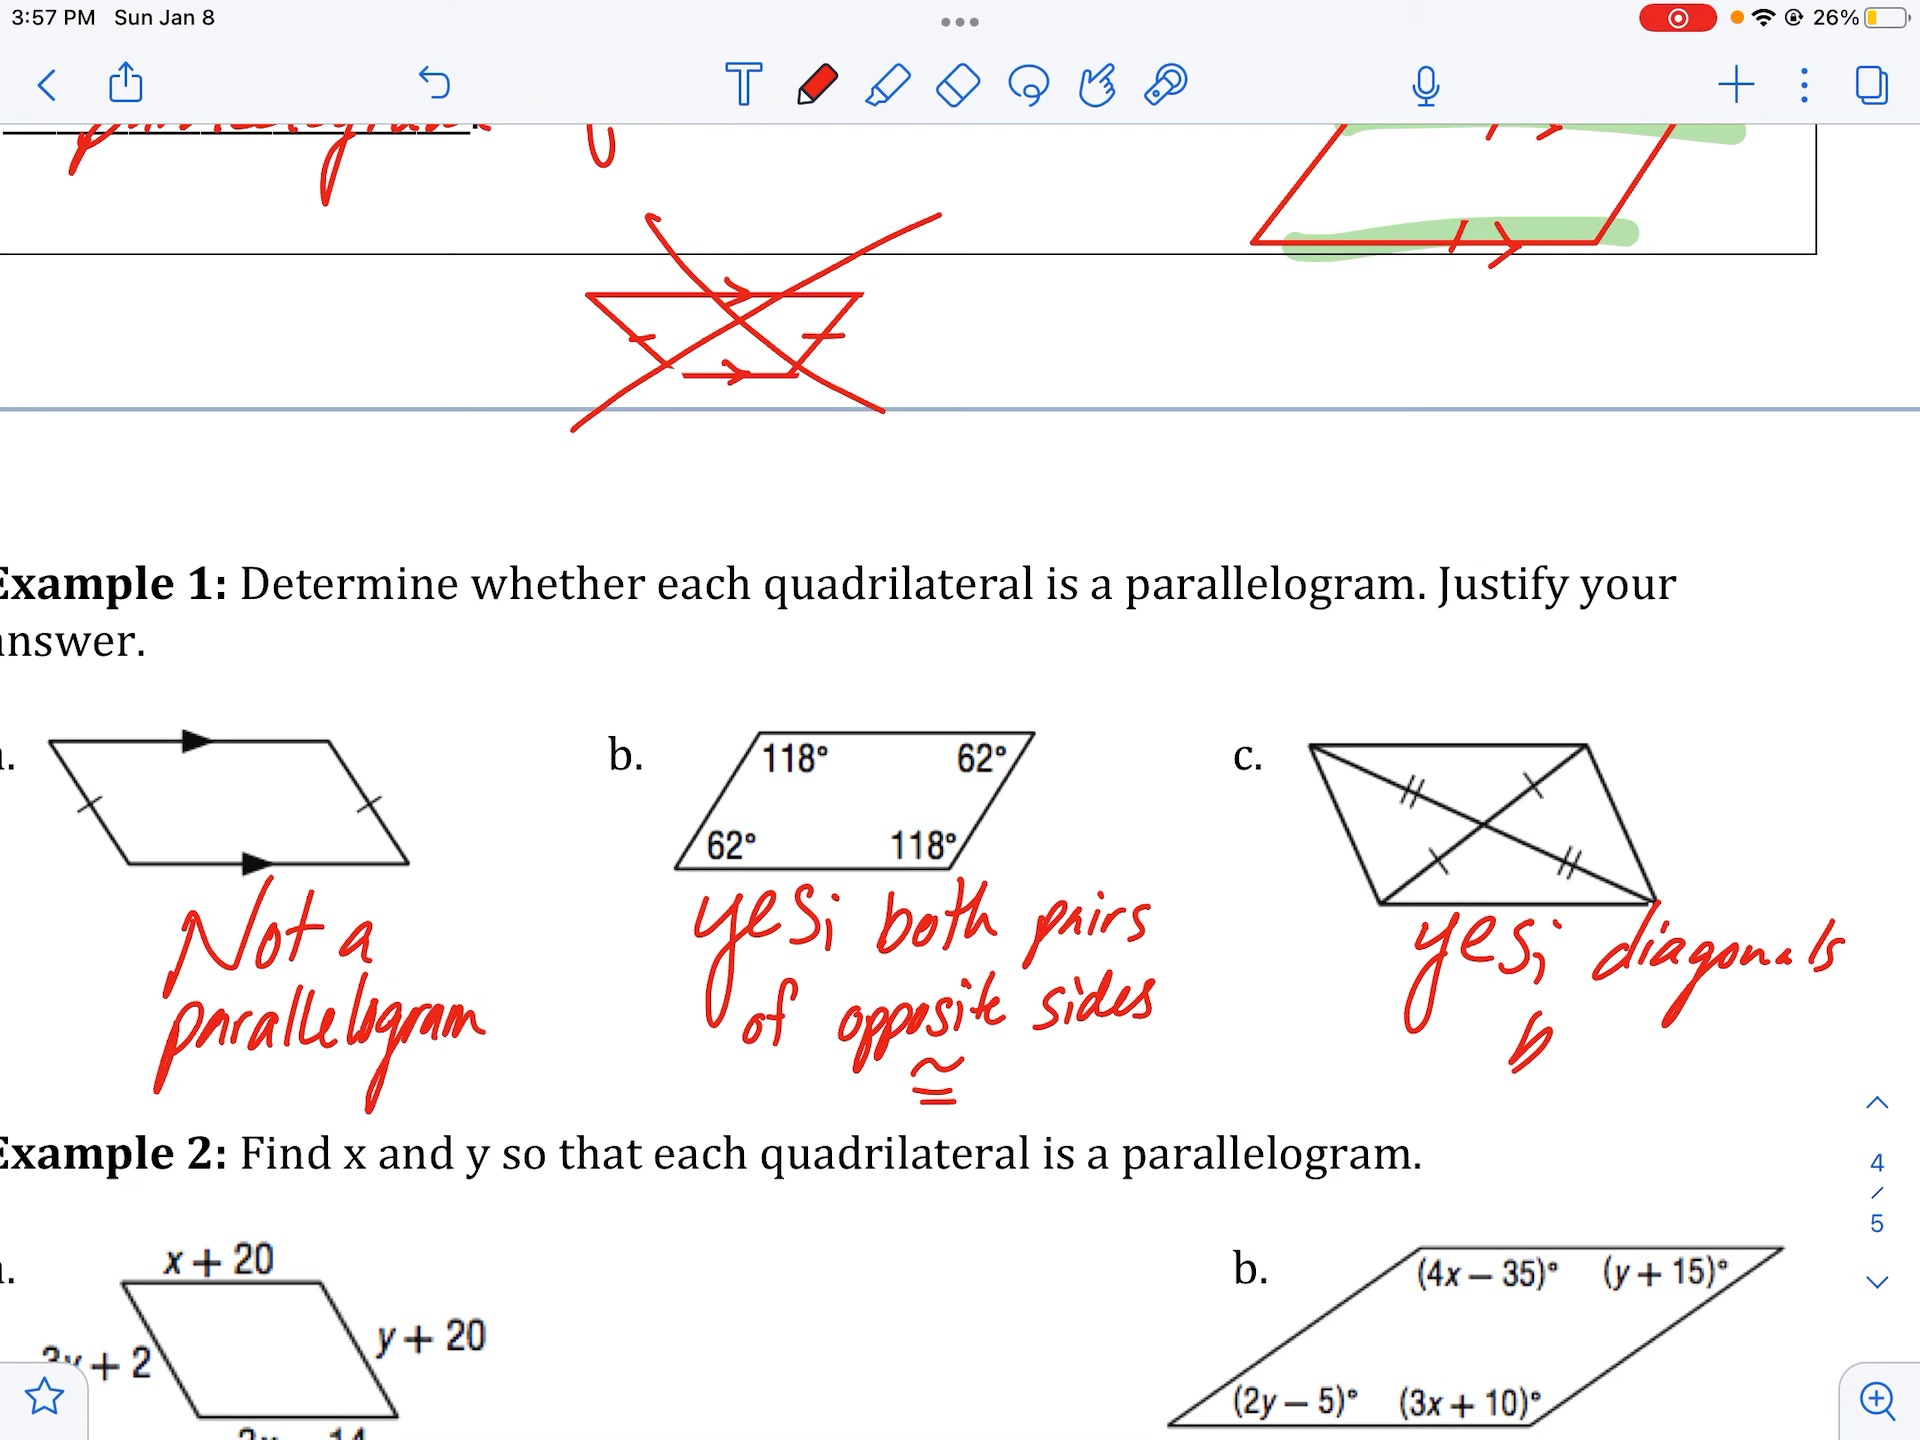 3:57 PM Sun Jan 8
26%
T
Example 1: Determine whether each quadrilateral is a parallelogram. Justify your
answer.
b.
c.
118°
62°
62°
118°
Not a
parallelogram
yes; both pairs
of opposite sides
≅
yes; diagonals
b
Example 2: Find x and y so that each quadrilateral is a parallelogram.
4
/
5
x + 20
y + 20
b.
(4x – 35)° (y + 15)°
(2y – 5)° (3x + 10)°